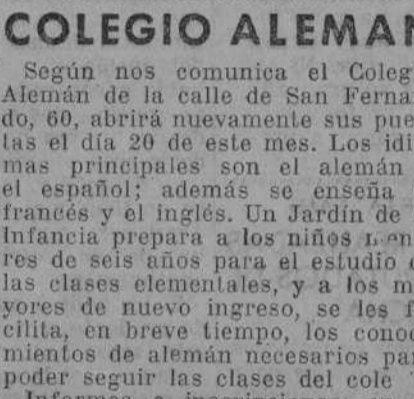 COLEGIO ALEMAN
Según nos comunica el Coleg
Alemán de la calle de San Ferna
do, 60, abrirá nuevamente sus pue
tas el día 20 de este mes. Los idi
mas principales son el alemán
el español; además se enseña
francés y el inglés. Un Jardín de
Infancia prepara a los niños
res de seis años para el estudio
las clases elementales, y a los m
yores de nuevo ingreso, se les f
cilita, en breve tiempo, los conoc
mientos de alemán necesarios par
poder seguir las clases del cole